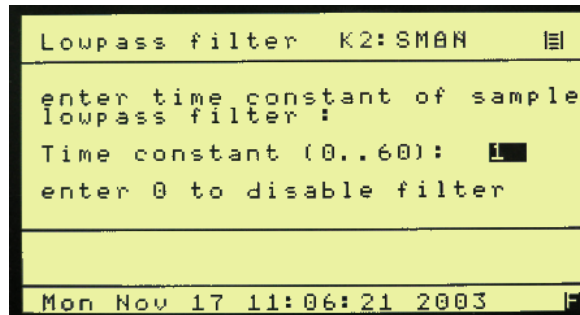 Lowpass filter K2:SMAN
enter time constant of sample
lowpass filter :
Time constant (0..60): 1
enter 0 to disable filter
Mon Nov 17 11:06:21 2003